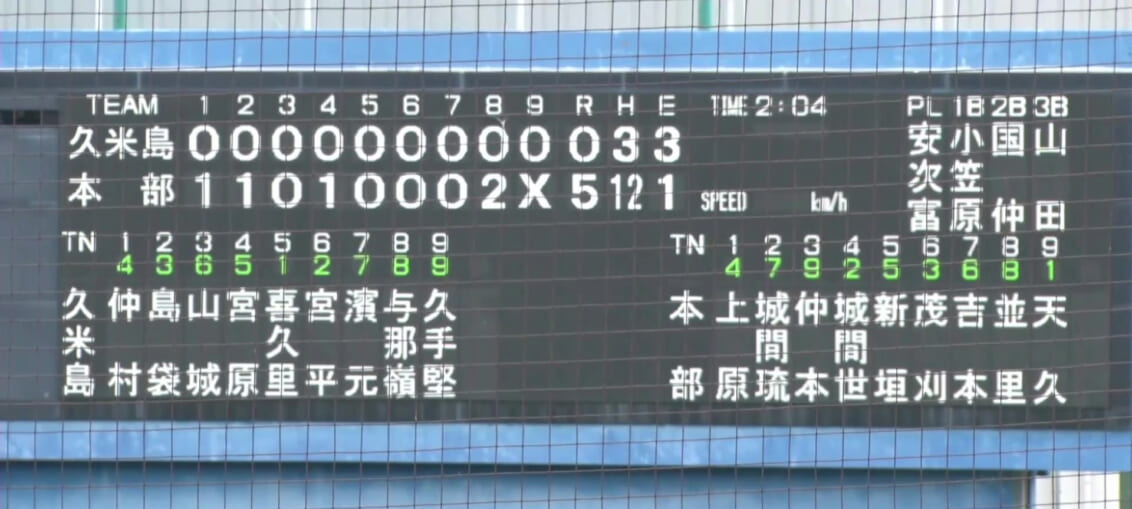 TEAM 1 2 3 4 5 6 7 8 9 R H E TIME 2:04 PL 1B 2B 3B
久米島 0 0 0 0 0 0 0 0 0 0 3 3 安次富 小笠原 国仲 山田
本部 1 1 0 1 0 0 0 2 X 5 12 1 SPEED km/h
TN 1 2 3 4 5 6 7 8 9
4 3 6 5 1 2 7 8 9
久米島 仲村 島袋 山城 宮原 喜久里 宮平 濱元 与那嶺 久手堅
TN 1 2 3 4 5 6 7 8 9
4 7 9 2 5 3 6 8 1
本部 上原 城間琉 仲本 城間世 新垣 茂刈 吉本 並里 天久